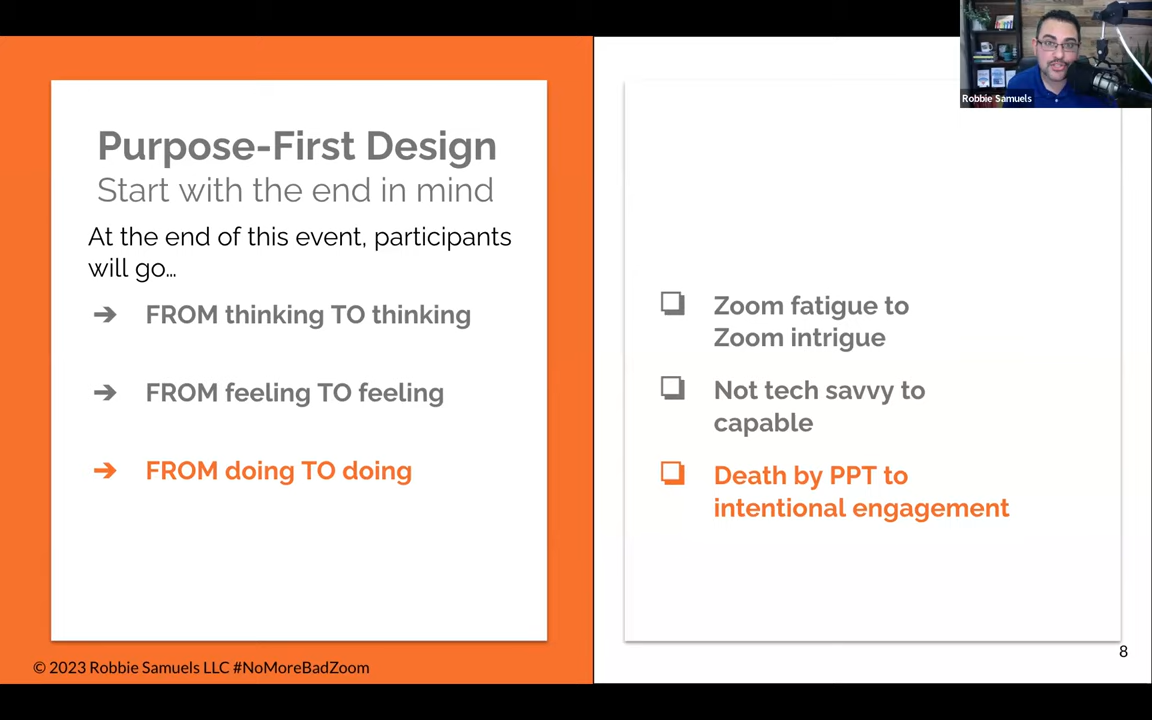 Purpose-First Design
Start with the end in mind
At the end of this event, participants
will go…
➔ FROM thinking TO thinking
➔ FROM feeling TO feeling
➔ FROM doing TO doing
© 2023 Robbie Samuels LLC #NoMoreBadZoom
Robbie Samuels
❏ Zoom fatigue to
Zoom intrigue
❏ Not tech savvy to
capable
❏ Death by PPT to
intentional engagement
8